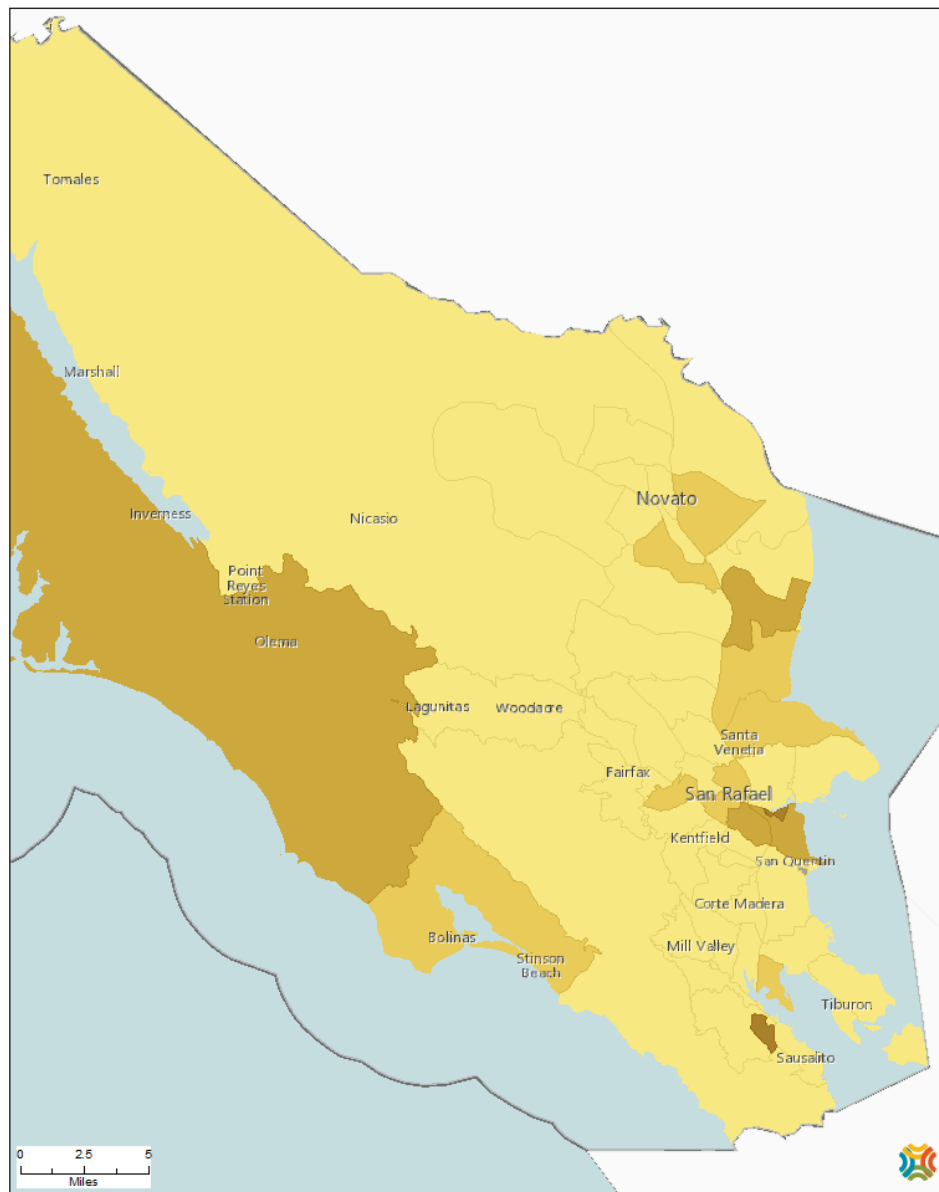 Tomales
Marshall
Novato
Inverness
Nicasio
Point
Reyes
Station
Olema
Lagunitas
Woodacre
Santa
Venetia
Fairfax
San Rafael
Kentfield
San Quentin
Corte Madera
Bolinas
Mill Valley
Stinson
Beach
Tiburon
Sausalito
0 2.5 5
Miles